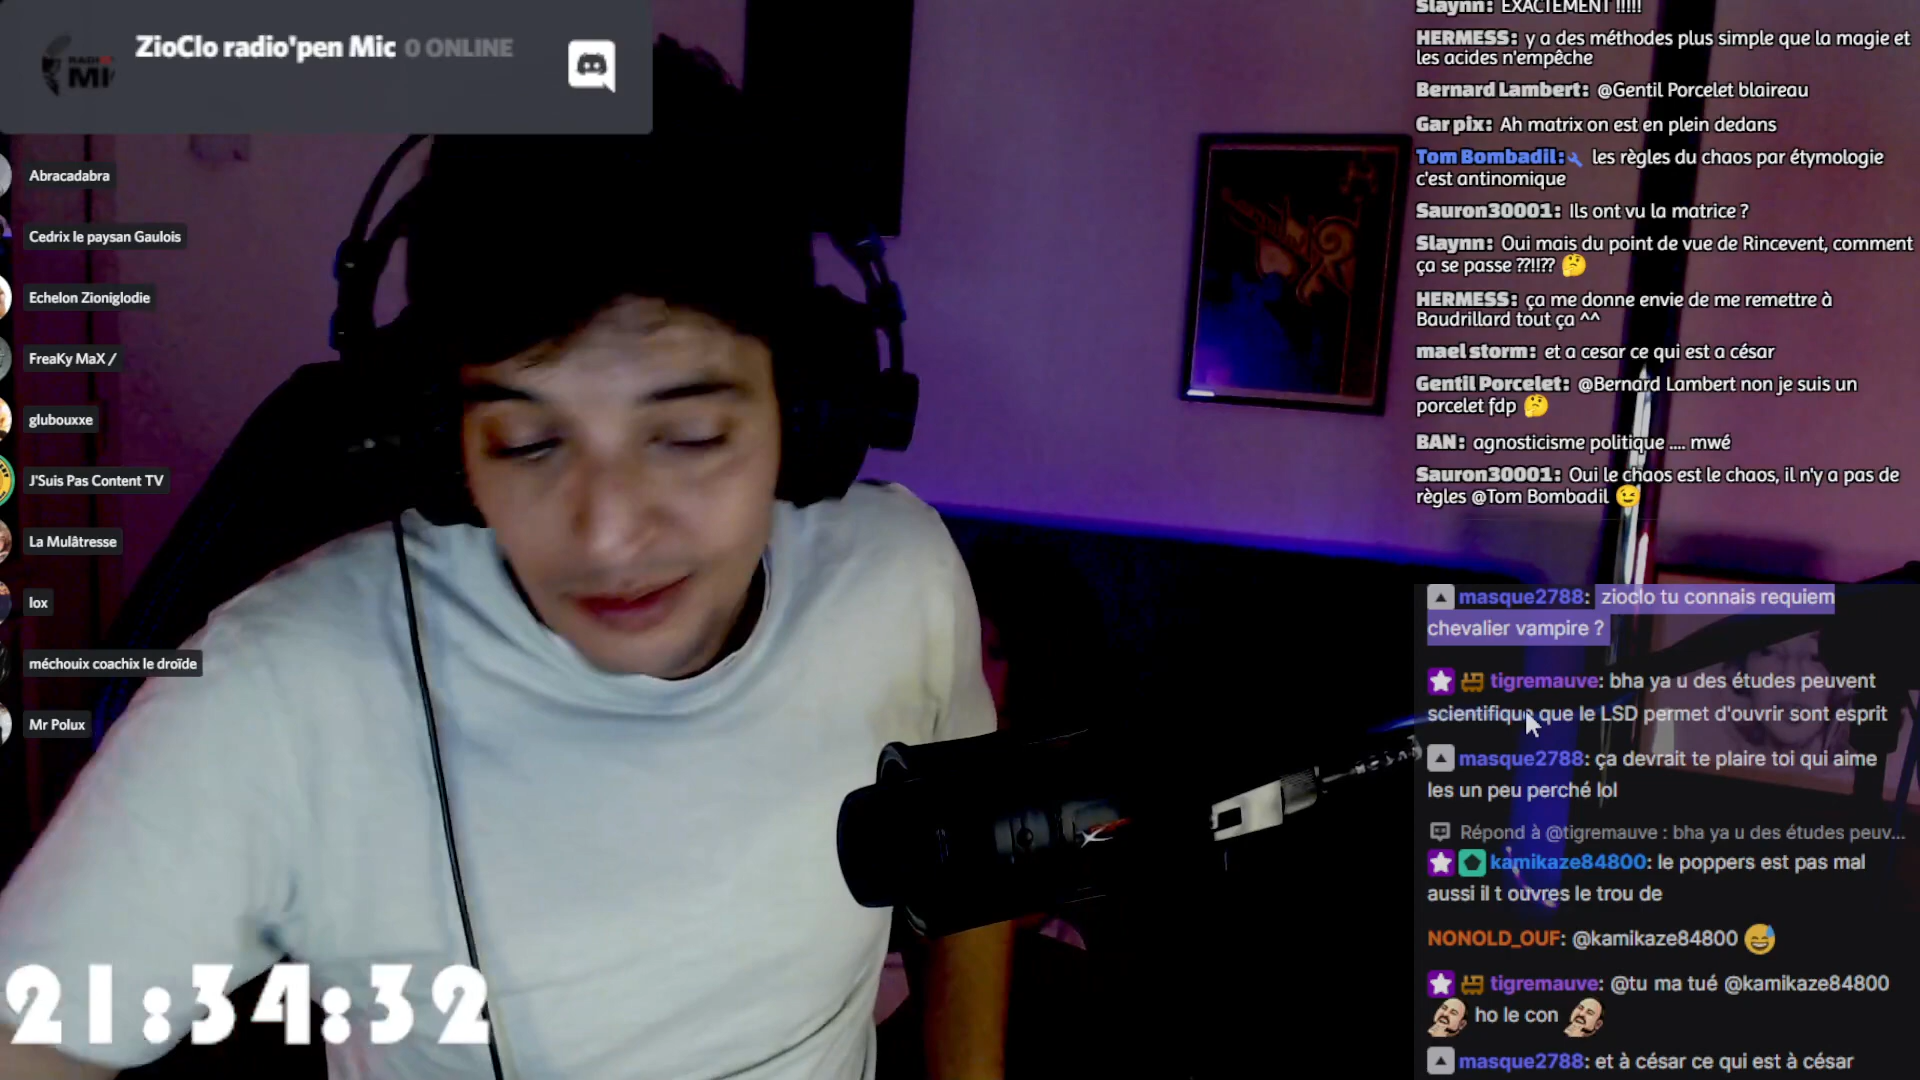 ZioClo radio'pen Mic 0 ONLINE
RADIO
MI
Abracadabra
Cedrix le paysan Gaulois
Echelon Zioniglodie
FreaKy MaX /
glubouxxe
J'Suis Pas Content TV
La Mulâtresse
lox
méchouix coachix le droïde
Mr Polux
21:34:32
Slaynn: EXACTEMENT !!!!!
HERMESS: y a des méthodes plus simple que la magie et
les acides n'empêche
Bernard Lambert: @Gentil Porcelet blaireau
Gar pix: Ah matrix on est en plein dedans
Tom Bombadil: les règles du chaos par étymologie
c'est antinomique
Sauron30001: Ils ont vu la matrice ?
Slaynn: Oui mais du point de vue de Rincevent, comment
ça se passe ??!!?? 🤔
HERMESS: ça me donne envie de me remettre à
Baudrillard tout ça ^^
mael storm: et a cesar ce qui est a césar
Gentil Porcelet: @Bernard Lambert non je suis un
porcelet fdp 🤔
BAN: agnosticisme politique .... mwé
Sauron30001: Oui le chaos est le chaos, il n'y a pas de
règles @Tom Bombadil 😉
masque2788: zioclo tu connais requiem
chevalier vampire ?
tigremauve: bha ya u des études peuvent
scientifique que le LSD permet d'ouvrir sont esprit
masque2788: ça devrait te plaire toi qui aime
les un peu perché lol
Répond à @tigremauve : bha ya u des études peuv...
kamikaze84800: le poppers est pas mal
aussi il t ouvres le trou de
NONOLD_OUF: @kamikaze84800 😅
tigremauve: @tu ma tué @kamikaze84800
ho le con
masque2788: et à césar ce qui est à césar